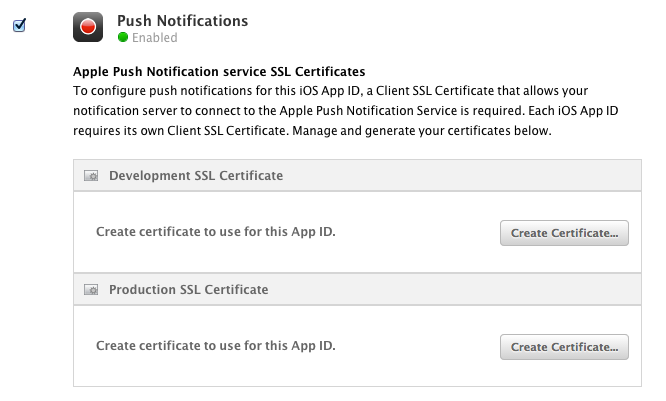 Push Notifications
Enabled
Apple Push Notification service SSL Certificates
To configure push notifications for this iOS App ID, a Client SSL Certificate that allows your
notification server to connect to the Apple Push Notification Service is required. Each iOS App ID
requires its own Client SSL Certificate. Manage and generate your certificates below.
Development SSL Certificate
Create certificate to use for this App ID.
Create Certificate...
Production SSL Certificate
Create certificate to use for this App ID.
Create Certificate...